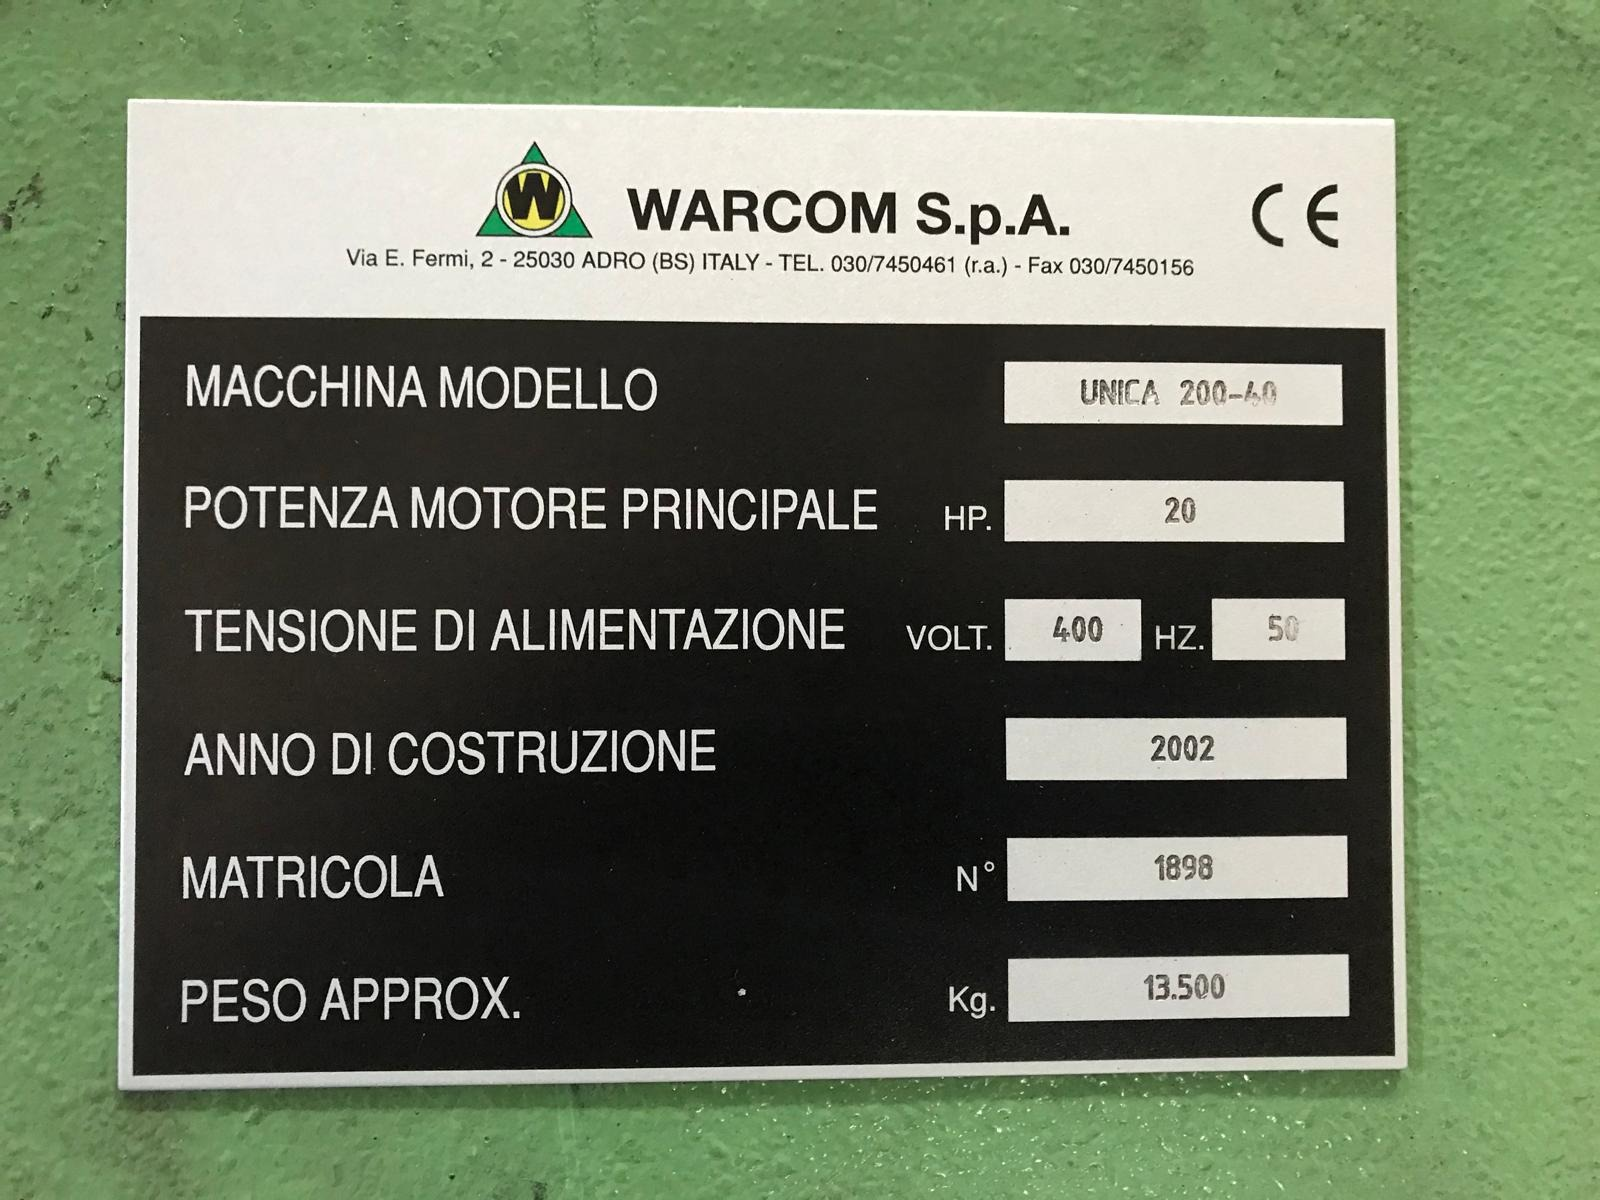 W WARCOM S.p.A. CE
Via E. Fermi, 2 - 25030 ADRO (BS) ITALY - TEL. 030/7450461 (r.a.) - Fax 030/7450156
MACCHINA MODELLO UNICA 200-40
POTENZA MOTORE PRINCIPALE HP. 20
TENSIONE DI ALIMENTAZIONE VOLT. 400 HZ. 50
ANNO DI COSTRUZIONE 2002
MATRICOLA N° 1898
PESO APPROX. Kg. 13.500